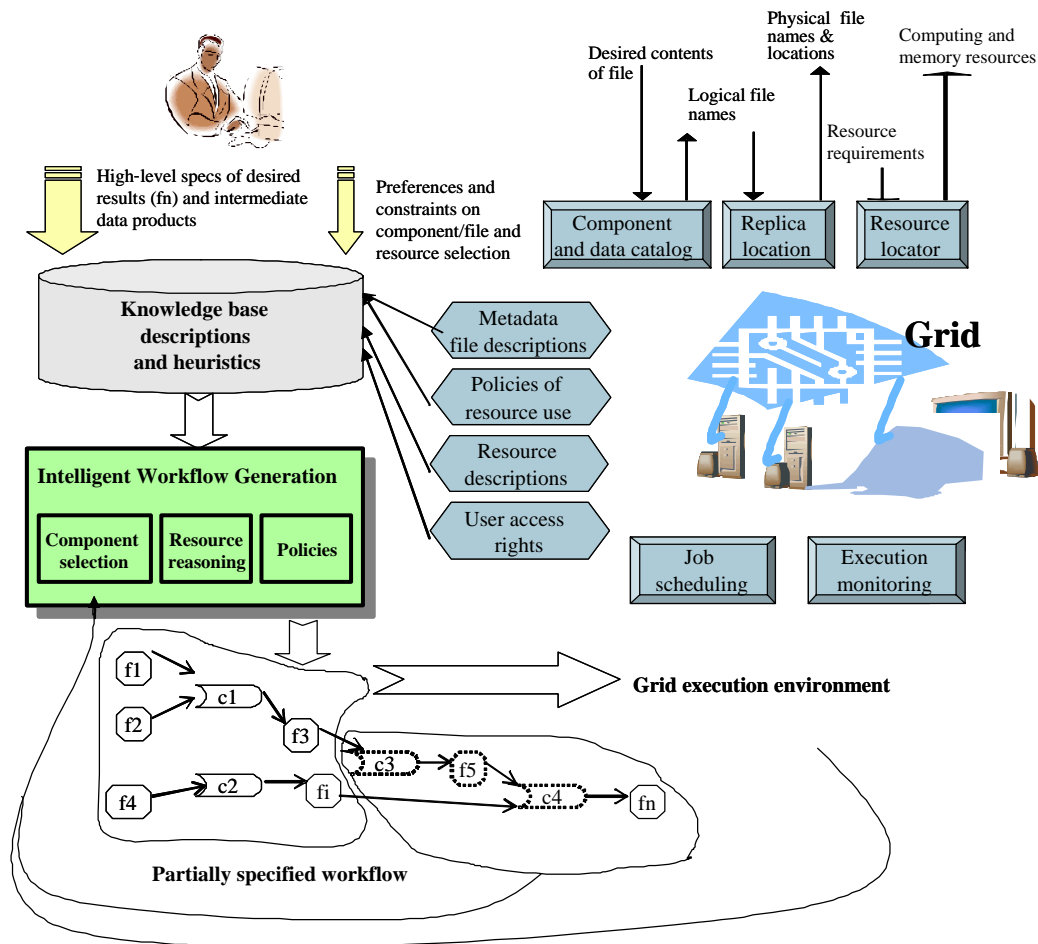 Physical file
names &
locations
Computing and
memory resources
Desired contents
of file
Logical file
names
Resource
requirements
High-level specs of desired
results (fn) and intermediate
data products
Preferences and
constraints on
component/file and
resource selection
Component
and data catalog
Replica
location
Resource
locator
Knowledge base
descriptions
and heuristics
Metadata
file descriptions
Policies of
resource use
Resource
descriptions
User access
rights
Grid
Intelligent Workflow Generation
Component
selection
Resource
reasoning
Policies
Job
scheduling
Execution
monitoring
Grid execution environment
f1
c1
f2
f3
c3
f5
f4
c2
fi
c4
fn
Partially specified workflow